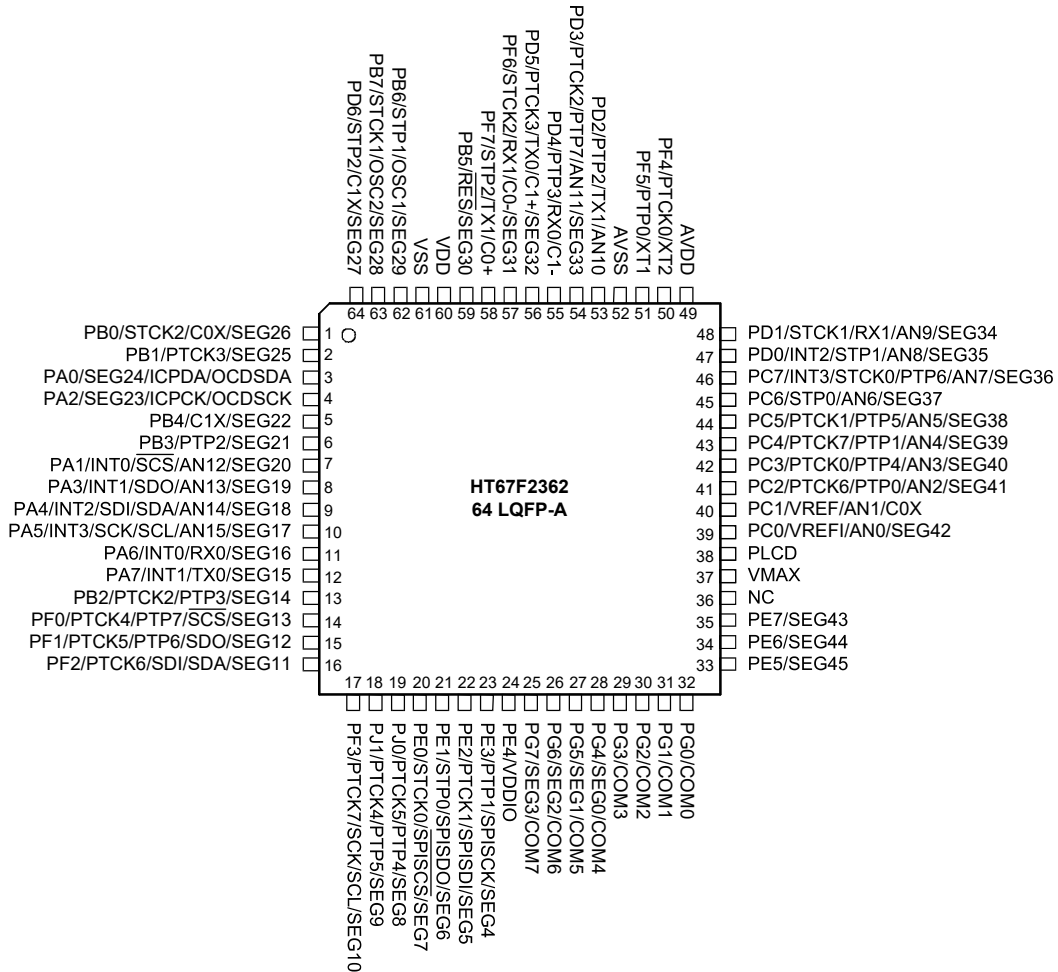 PD6/STP2/C1X/SEG27
PB7/STCK1/OSC2/SEG28
PB6/STP1/OSC1/SEG29
VSS
VDD
PB5/RES/SEG30
PF7/STP2/TX1/C0+
PF6/STCK2/RX1/C0-/SEG31
PD5/PTCK3/TX0/C1+/SEG32
PD4/PTP3/RX0/C1-
PD3/PTCK2/PTP7/AN11/SEG33
PD2/PTP2/TX1/AN10
AVSS
PF5/PTP0/XT1
PF4/PTCK0/XT2
AVDD
64 63 62 61 60 59 58 57 56 55 54 53 52 51 50 49
PB0/STCK2/C0X/SEG26 1
PB1/PTCK3/SEG25 2
PA0/SEG24/ICPDA/OCDSDA 3
PA2/SEG23/ICPCK/OCDSCK 4
PB4/C1X/SEG22 5
PB3/PTP2/SEG21 6
PA1/INT0/SCS/AN12/SEG20 7
PA3/INT1/SDO/AN13/SEG19 8
PA4/INT2/SDI/SDA/AN14/SEG18 9
PA5/INT3/SCK/SCL/AN15/SEG17 10
PA6/INT0/RX0/SEG16 11
PA7/INT1/TX0/SEG15 12
PB2/PTCK2/PTP3/SEG14 13
PF0/PTCK4/PTP7/SCS/SEG13 14
PF1/PTCK5/PTP6/SDO/SEG12 15
PF2/PTCK6/SDI/SDA/SEG11 16
HT67F2362
64 LQFP-A
48 PD1/STCK1/RX1/AN9/SEG34
47 PD0/INT2/STP1/AN8/SEG35
46 PC7/INT3/STCK0/PTP6/AN7/SEG36
45 PC6/STP0/AN6/SEG37
44 PC5/PTCK1/PTP5/AN5/SEG38
43 PC4/PTCK7/PTP1/AN4/SEG39
42 PC3/PTCK0/PTP4/AN3/SEG40
41 PC2/PTCK6/PTP0/AN2/SEG41
40 PC1/VREF/AN1/C0X
39 PC0/VREFI/AN0/SEG42
38 PLCD
37 VMAX
36 NC
35 PE7/SEG43
34 PE6/SEG44
33 PE5/SEG45
17 18 19 20 21 22 23 24 25 26 27 28 29 30 31 32
PF3/PTCK7/SCK/SCL/SEG10
PJ1/PTCK4/PTP5/SEG9
PJ0/PTCK5/PTP4/SEG8
PE0/STCK0/SPISCS/SEG7
PE1/STP0/SPISDO/SEG6
PE2/PTCK1/SPISDI/SEG5
PE3/PTP1/SPISCK/SEG4
PE4/VDDIO
PG7/SEG3/COM7
PG6/SEG2/COM6
PG5/SEG1/COM5
PG4/SEG0/COM4
PG3/COM3
PG2/COM2
PG1/COM1
PG0/COM0